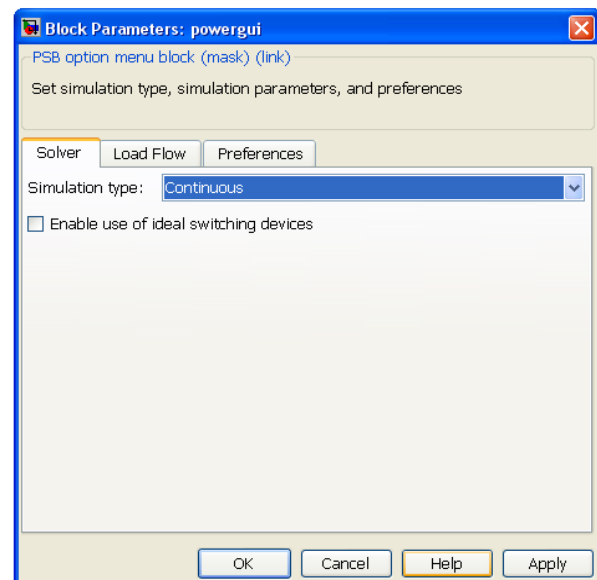 Block Parameters: powergui
PSB option menu block (mask) (link)
Set simulation type, simulation parameters, and preferences
Solver Load Flow Preferences
Simulation type: Continuous
Enable use of ideal switching devices
OK Cancel Help Apply